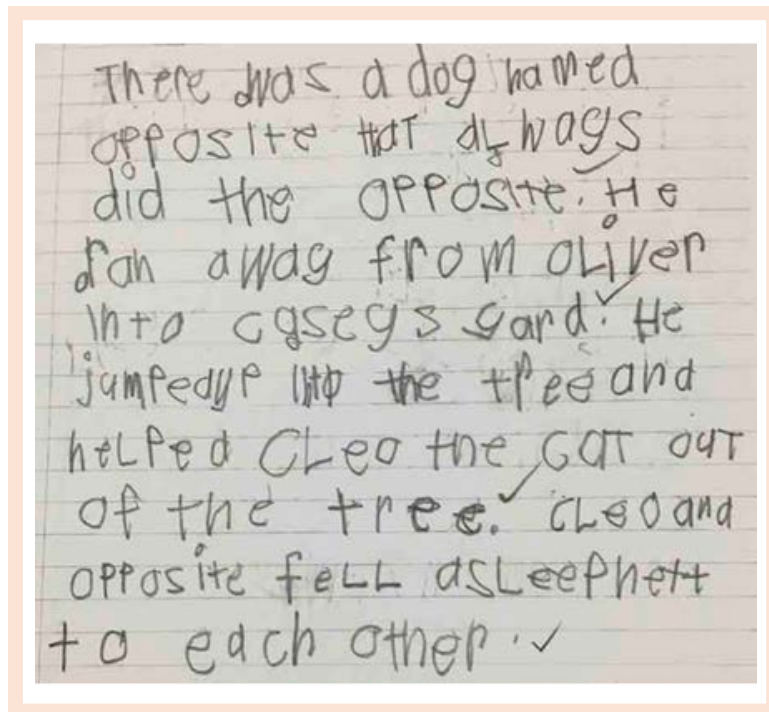 There was a dog named
opposite that always
did the opposite. He
ran away from oliver
into caseys yard. He
jumpedup into the tree and
helped Cleo the cat out
of the tree. Cleo and
opposite fell asleep next
to each other.